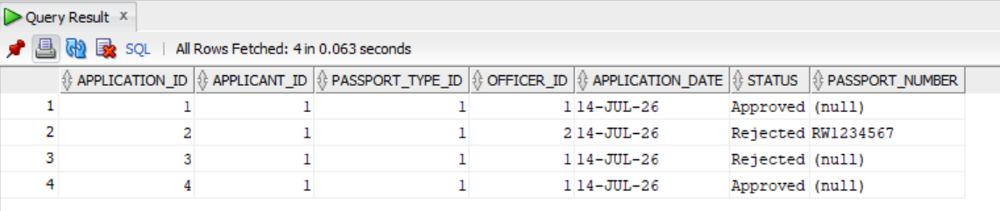 Query Result x
SQL | All Rows Fetched: 4 in 0.063 seconds
APPLICATION_ID APPLICANT_ID PASSPORT_TYPE_ID OFFICER_ID APPLICATION_DATE STATUS PASSPORT_NUMBER
1 1 1 1 1 14-JUL-26 Approved (null)
2 2 1 1 2 14-JUL-26 Rejected RW1234567
3 3 1 1 1 14-JUL-26 Rejected (null)
4 4 1 1 1 14-JUL-26 Approved (null)